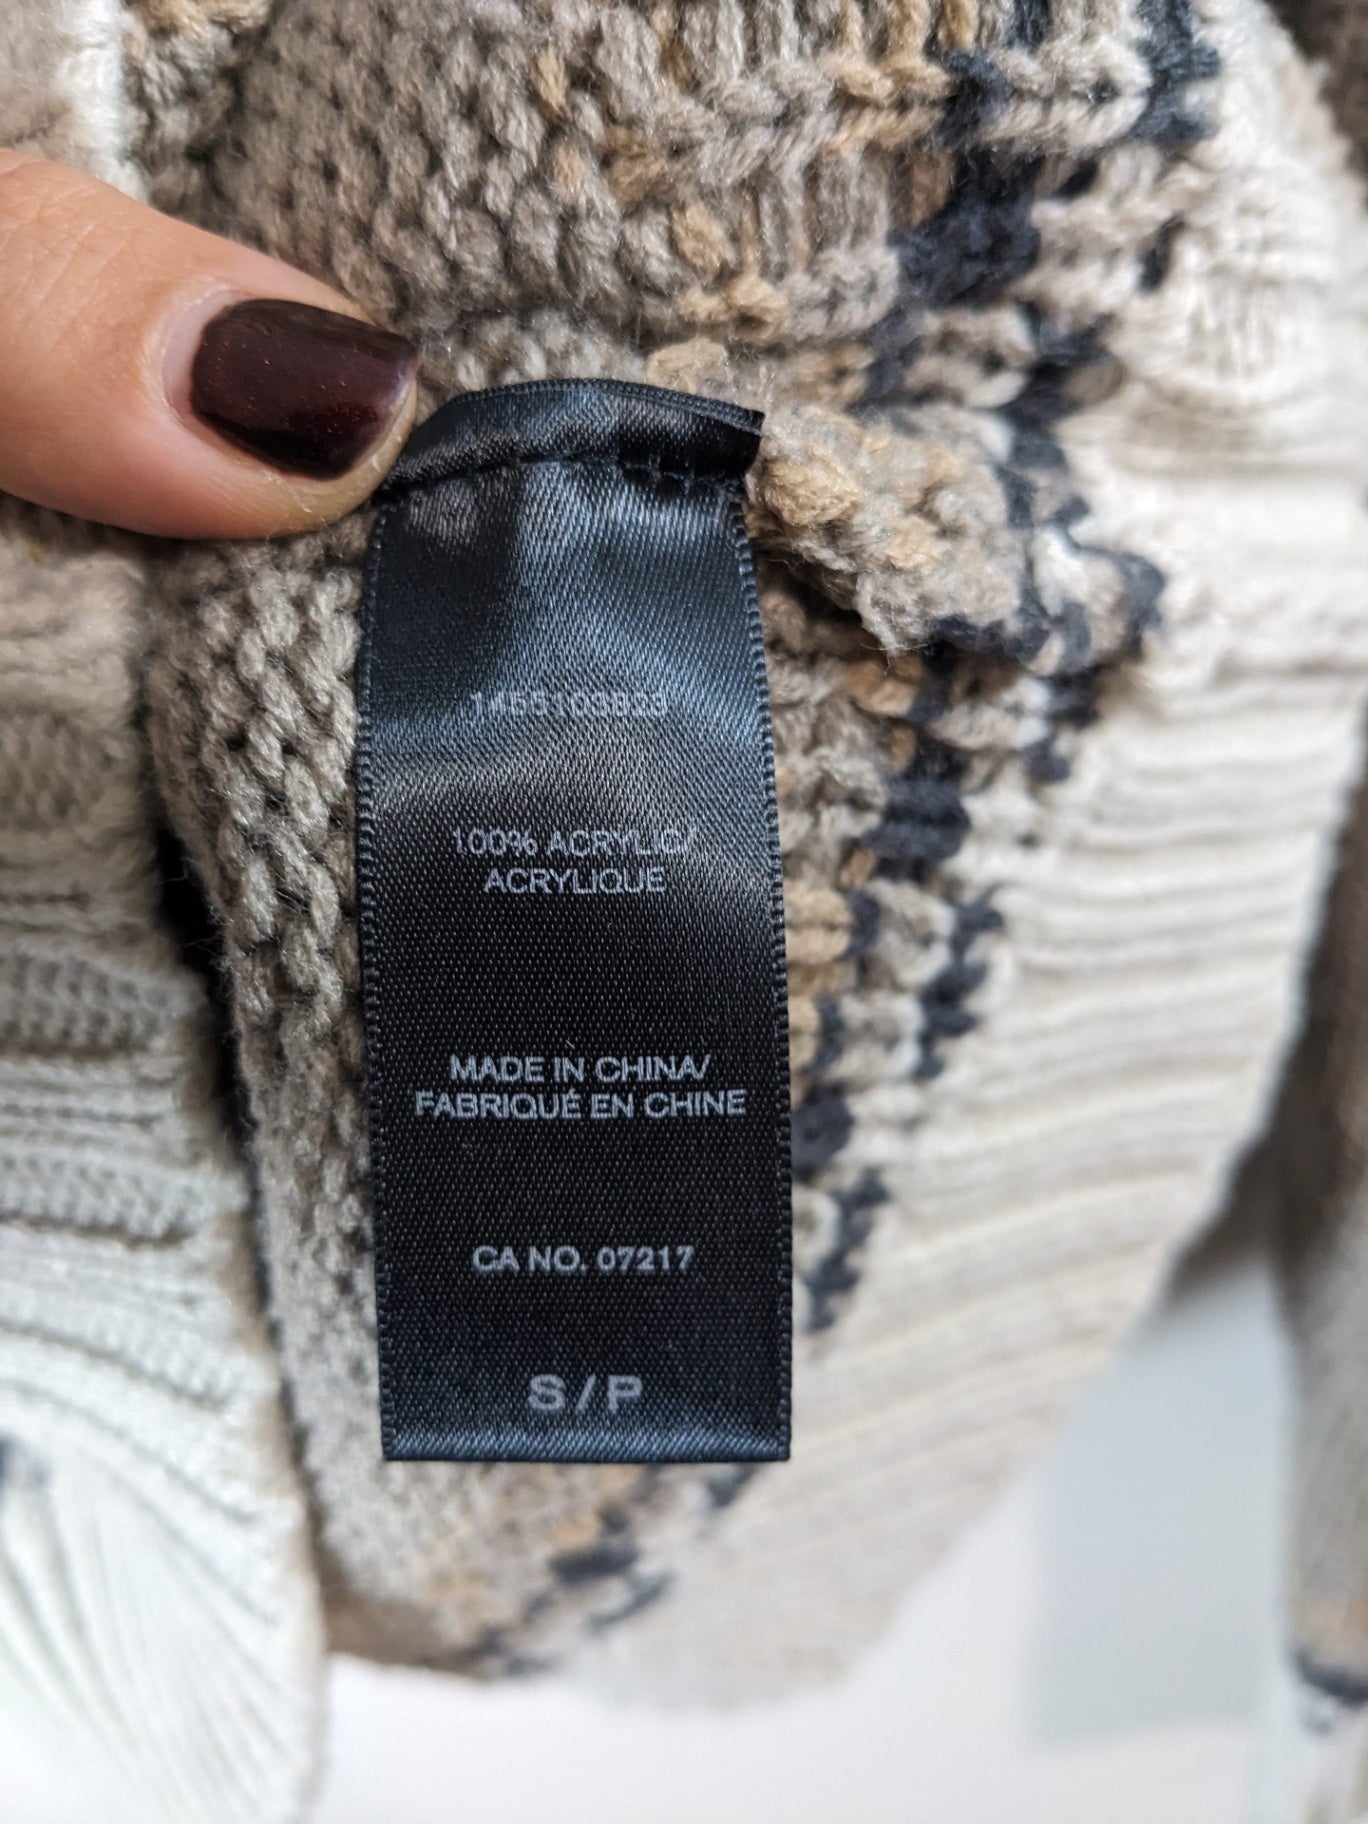 100% ACRYLIC/
ACRYLIQUE
MADE IN CHINA/
FABRIQUÉ EN CHINE
CA NO. 07217
S / P